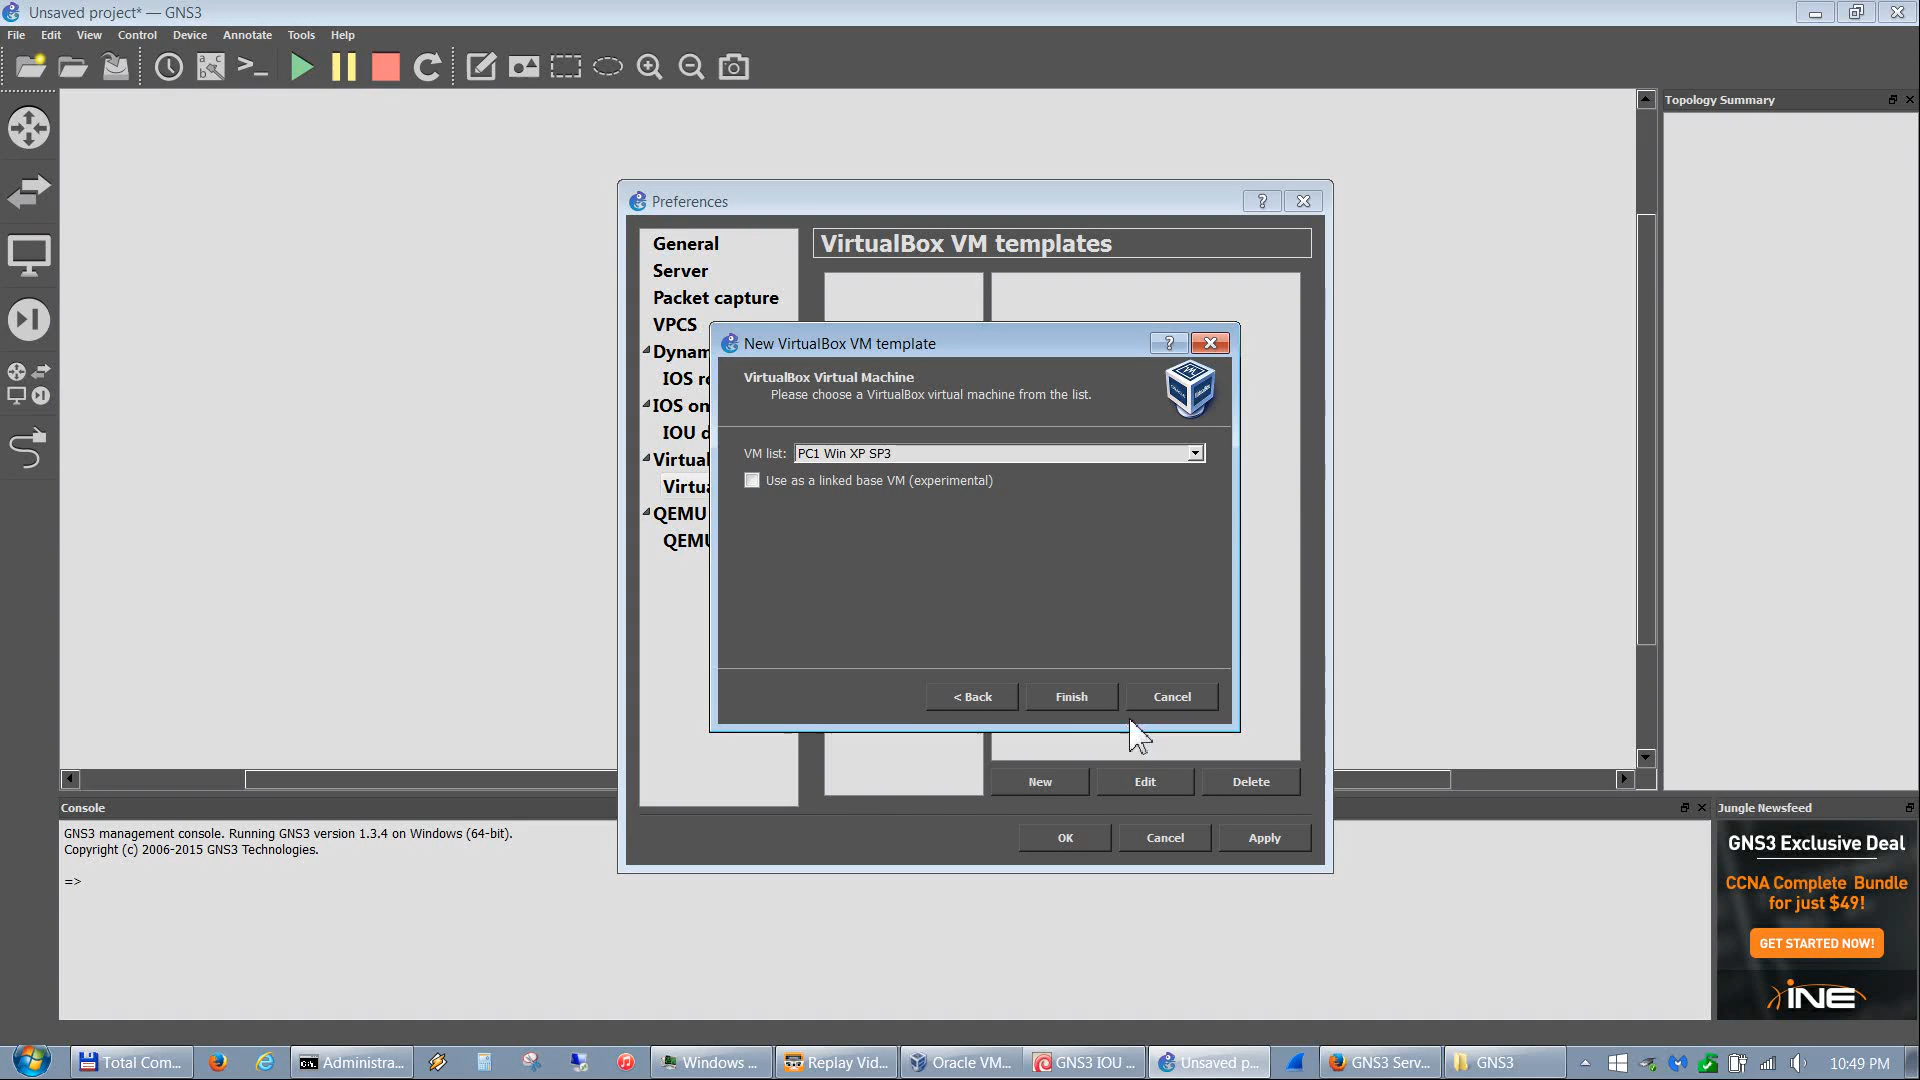 Unsaved project* — GNS3
File Edit View Control Device Annotate Tools Help
Topology Summary
Preferences
General
Server
Packet capture
VPCS
Dynam
IOS ro
IOS on
IOU d
Virtual
Virtua
QEMU
QEMU
VirtualBox VM templates
New VirtualBox VM template
VirtualBox Virtual Machine
Please choose a VirtualBox virtual machine from the list.
VM list: PC1 Win XP SP3
Use as a linked base VM (experimental)
< Back Finish Cancel
New Edit Delete
OK Cancel Apply
Console
GNS3 management console. Running GNS3 version 1.3.4 on Windows (64-bit).
Copyright (c) 2006-2015 GNS3 Technologies.
=>
Jungle Newsfeed
GNS3 Exclusive Deal
CCNA Complete Bundle
for just $49!
GET STARTED NOW!
INE
Total Com... Administra... Windows ... Replay Vid... Oracle VM... GNS3 IOU ... Unsaved p... GNS3 Serv... GNS3 10:49 PM